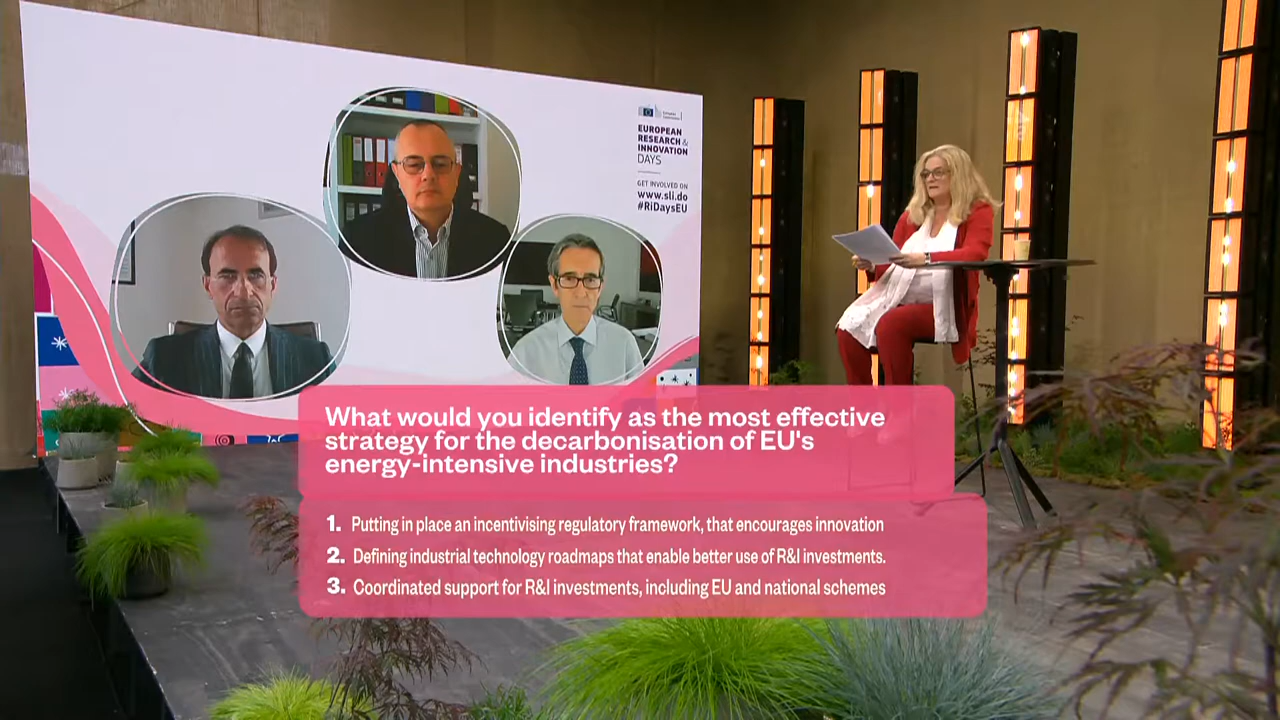 European
Commission
EUROPEAN
RESEARCH &
INNOVATION
DAYS
GET INVOLVED ON
www.sli.do
#RiDaysEU
What would you identify as the most effective
strategy for the decarbonisation of EU's
energy-intensive industries?
1. Putting in place an incentivising regulatory framework, that encourages innovation
2. Defining industrial technology roadmaps that enable better use of R&I investments.
3. Coordinated support for R&I investments, including EU and national schemes